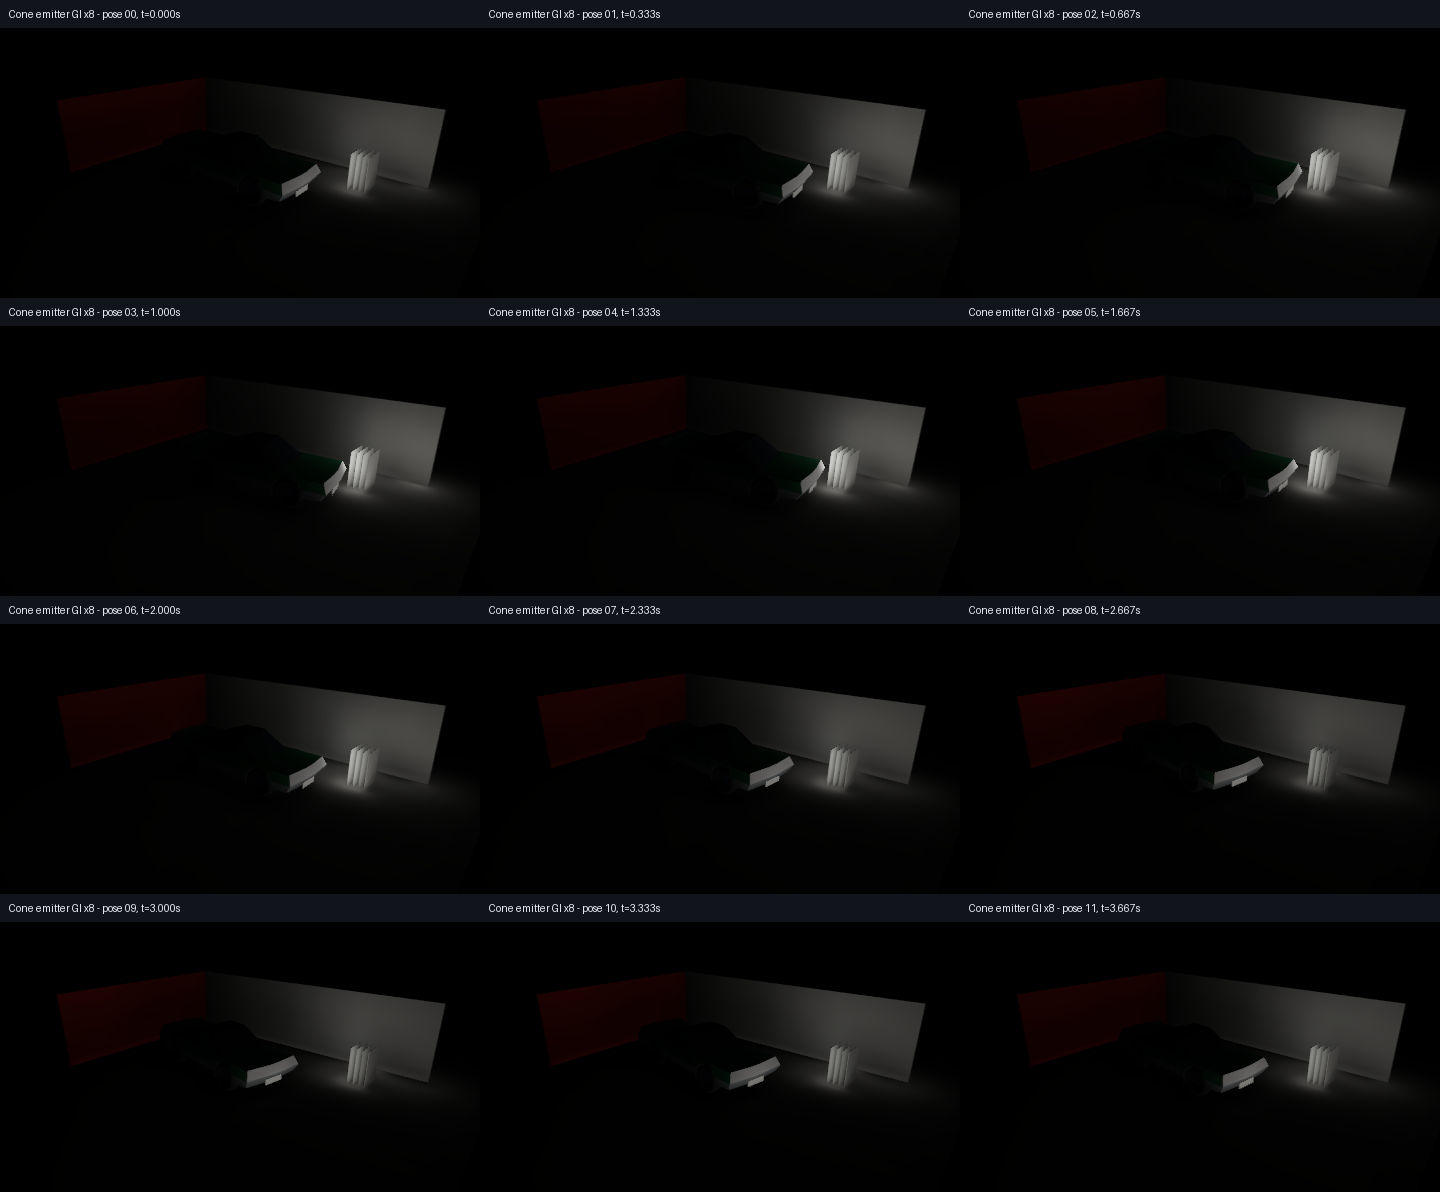 Cone emitter GI x8 - pose 00, t=0.000s
Cone emitter GI x8 - pose 01, t=0.333s
Cone emitter GI x8 - pose 02, t=0.667s
Cone emitter GI x8 - pose 03, t=1.000s
Cone emitter GI x8 - pose 04, t=1.333s
Cone emitter GI x8 - pose 05, t=1.667s
Cone emitter GI x8 - pose 06, t=2.000s
Cone emitter GI x8 - pose 07, t=2.333s
Cone emitter GI x8 - pose 08, t=2.667s
Cone emitter GI x8 - pose 09, t=3.000s
Cone emitter GI x8 - pose 10, t=3.333s
Cone emitter GI x8 - pose 11, t=3.667s